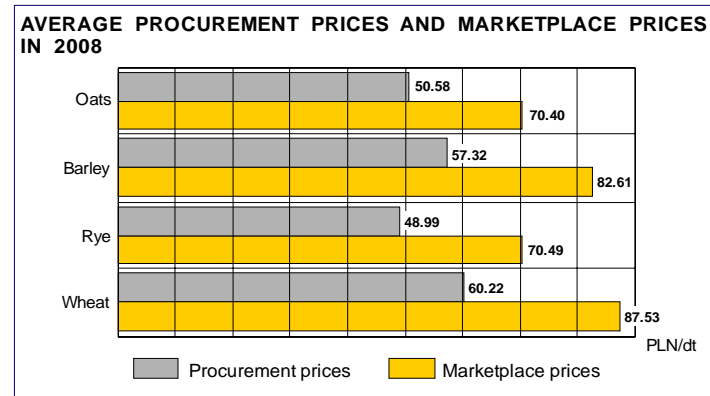 AVERAGE PROCUREMENT PRICES AND MARKETPLACE PRICES
IN 2008
Oats
50.58
70.40
Barley
57.32
82.61
Rye
48.99
70.49
Wheat
60.22
87.53
PLN/dt
Procurement prices
Marketplace prices